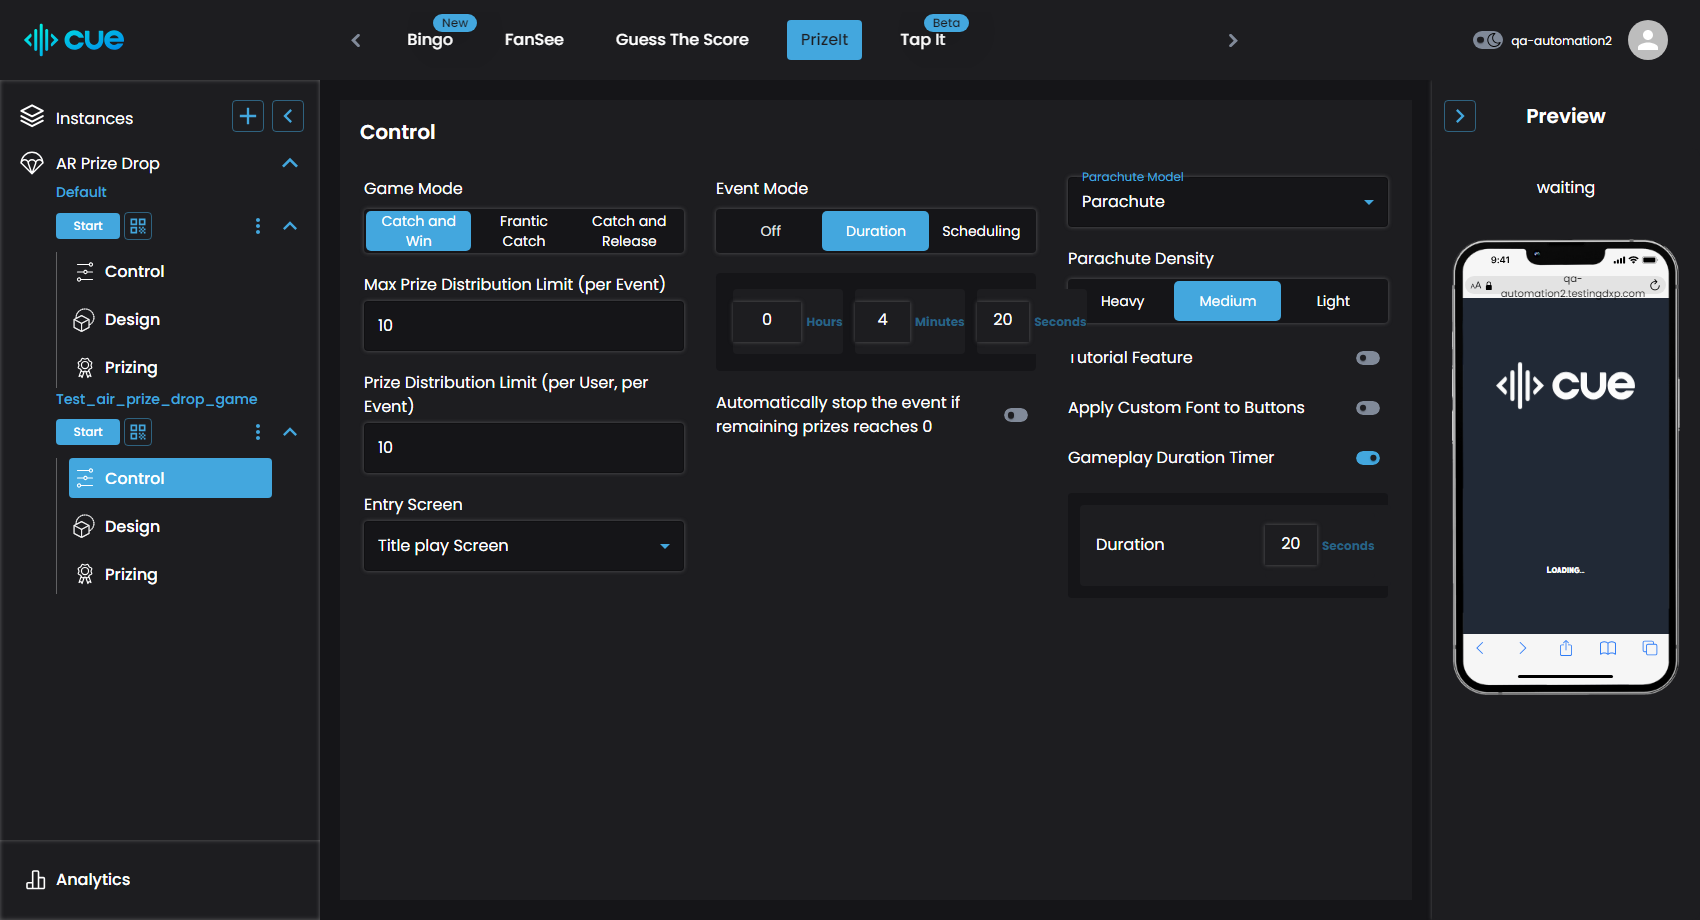 cue
New
Bingo
FanSee
Guess The Score
PrizeIt
Beta
Tap It
qa-automation2
Instances
AR Prize Drop
Default
Start
Control
Design
Prizing
Test_air_prize_drop_game
Start
Control
Design
Prizing
Analytics
Control
Game Mode
Catch and
Win
Frantic
Catch
Catch and
Release
Max Prize Distribution Limit (per Event)
10
Prize Distribution Limit (per User, per
Event)
10
Entry Screen
Title play Screen
Event Mode
Off
Duration
Scheduling
0 Hours
4 Minutes
20 Seconds
Automatically stop the event if
remaining prizes reaches 0
Parachute Model
Parachute
Parachute Density
Heavy
Medium
Light
Tutorial Feature
Apply Custom Font to Buttons
Gameplay Duration Timer
Duration
20 Seconds
Preview
waiting
9:41
AA
qa-
automation2.testingdxp.com
cue
LOADING...